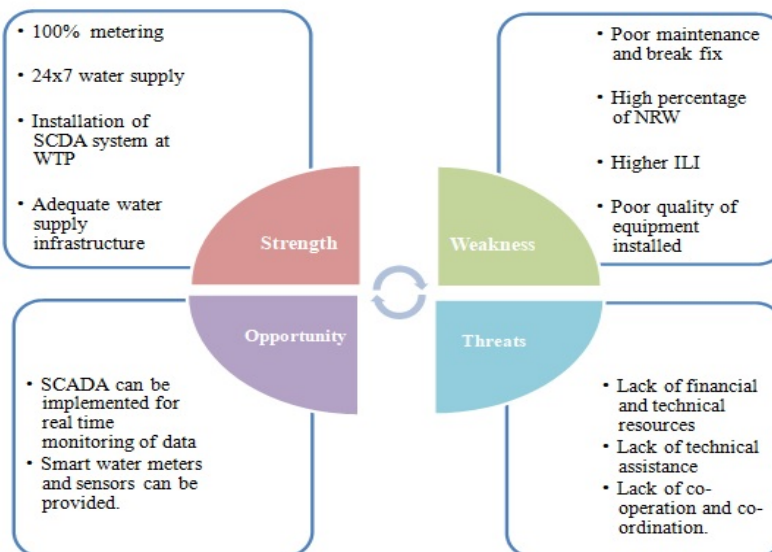 • 100% metering
• 24x7 water supply
• Installation of
SCDA system at
WTP
• Adequate water
supply
infrastructure
Strength
• Poor maintenance
and break fix
• High percentage
of NRW
• Higher ILI
• Poor quality of
equipment
installed
Weakness
Opportunity
• SCADA can be
implemented for
real time
monitoring of data
• Smart water meters
and sensors can be
provided.
Threats
• Lack of financial
and technical
resources
• Lack of technical
assistance
• Lack of co-
operation and co-
ordination.